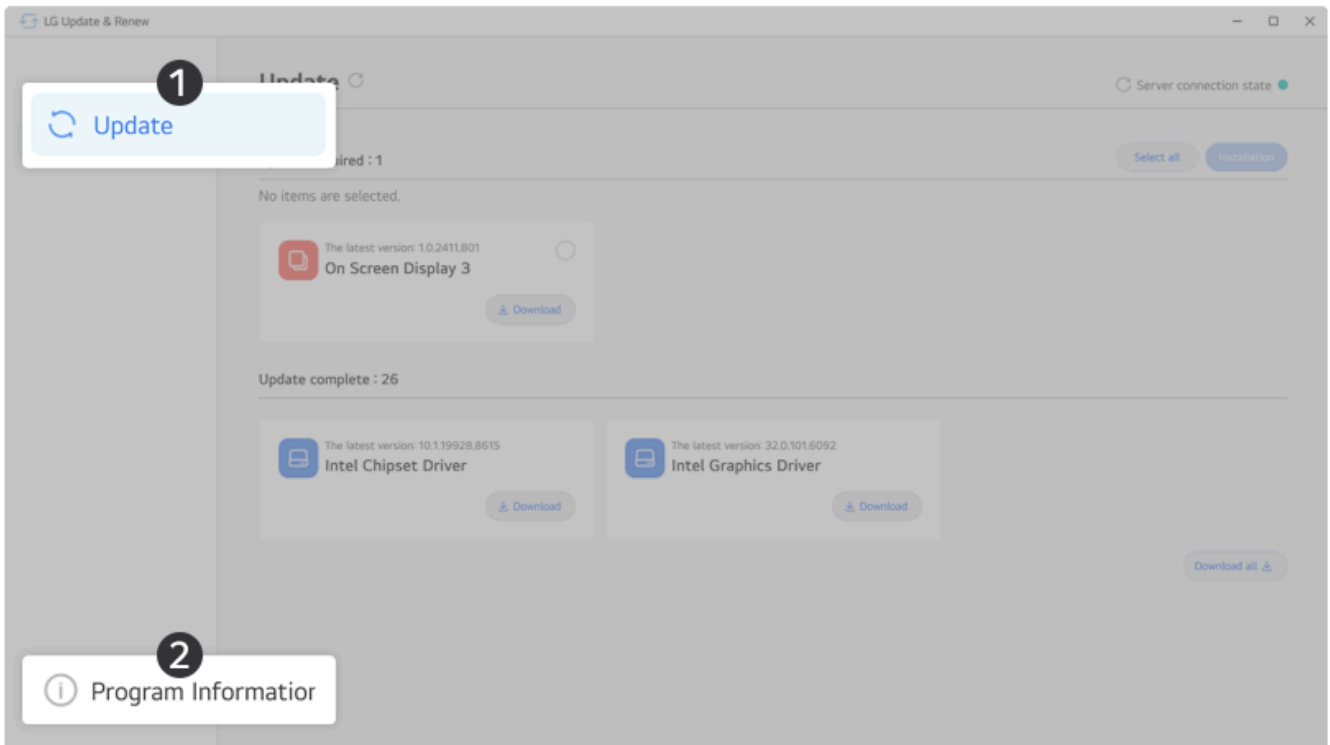 LG Update & Renew
1
Update
Update
Server connection state
uired : 1
Select all
Installation
No items are selected.
The latest version: 1.0.2411.801
On Screen Display 3
Download
Update complete : 26
The latest version: 10.1.19928.8615
Intel Chipset Driver
Download
The latest version: 32.0.101.6092
Intel Graphics Driver
Download
Download all
2
Program Information